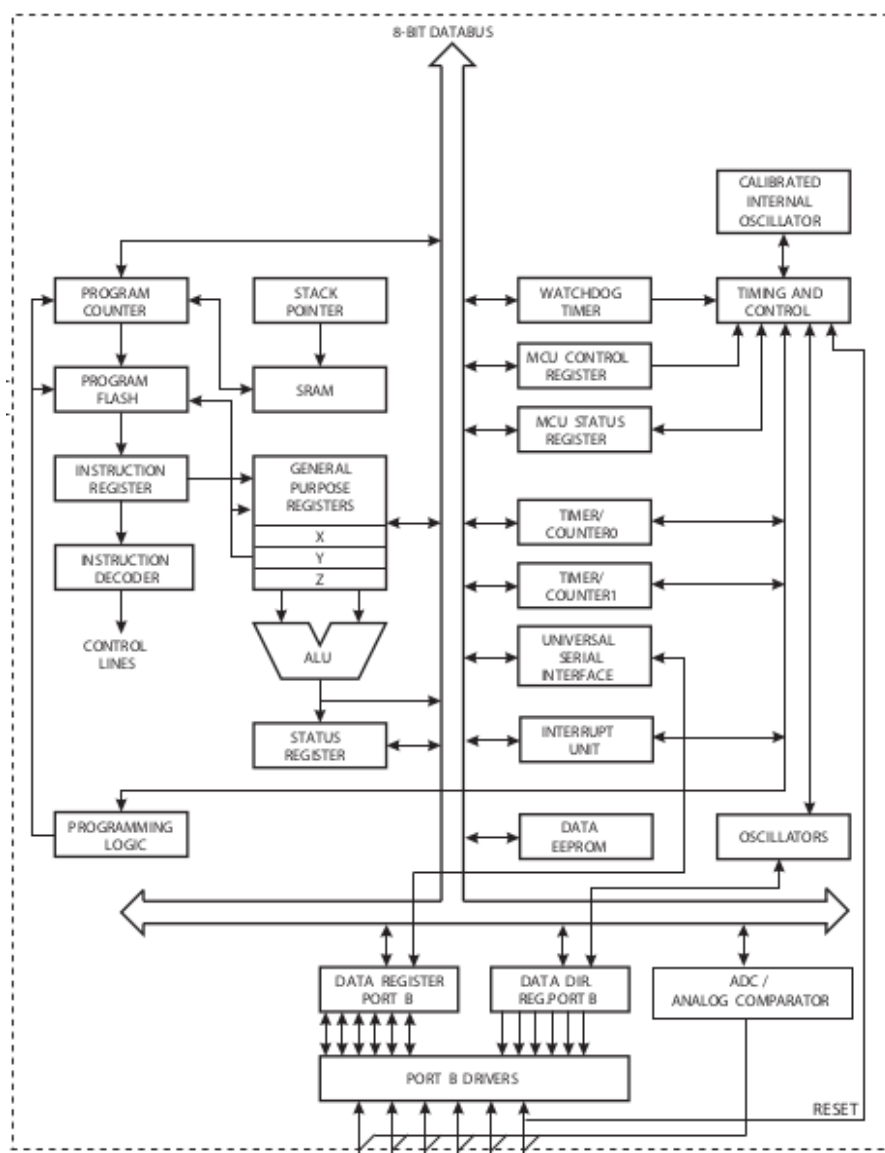 8-BIT DATABUS
CALIBRATED
INTERNAL
OSCILLATOR
PROGRAM
COUNTER
STACK
POINTER
WATCHDOG
TIMER
TIMING AND
CONTROL
PROGRAM
FLASH
SRAM
MCU CONTROL
REGISTER
MCU STATUS
REGISTER
INSTRUCTION
REGISTER
GENERAL
PURPOSE
REGISTERS
X
Y
Z
TIMER/
COUNTER0
INSTRUCTION
DECODER
TIMER/
COUNTER1
CONTROL
LINES
ALU
UNIVERSAL
SERIAL
INTERFACE
STATUS
REGISTER
INTERRUPT
UNIT
PROGRAMMING
LOGIC
DATA
EEPROM
OSCILLATORS
DATA REGISTER
PORT B
DATA DIR.
REG.PORT B
ADC /
ANALOG COMPARATOR
PORT B DRIVERS
RESET